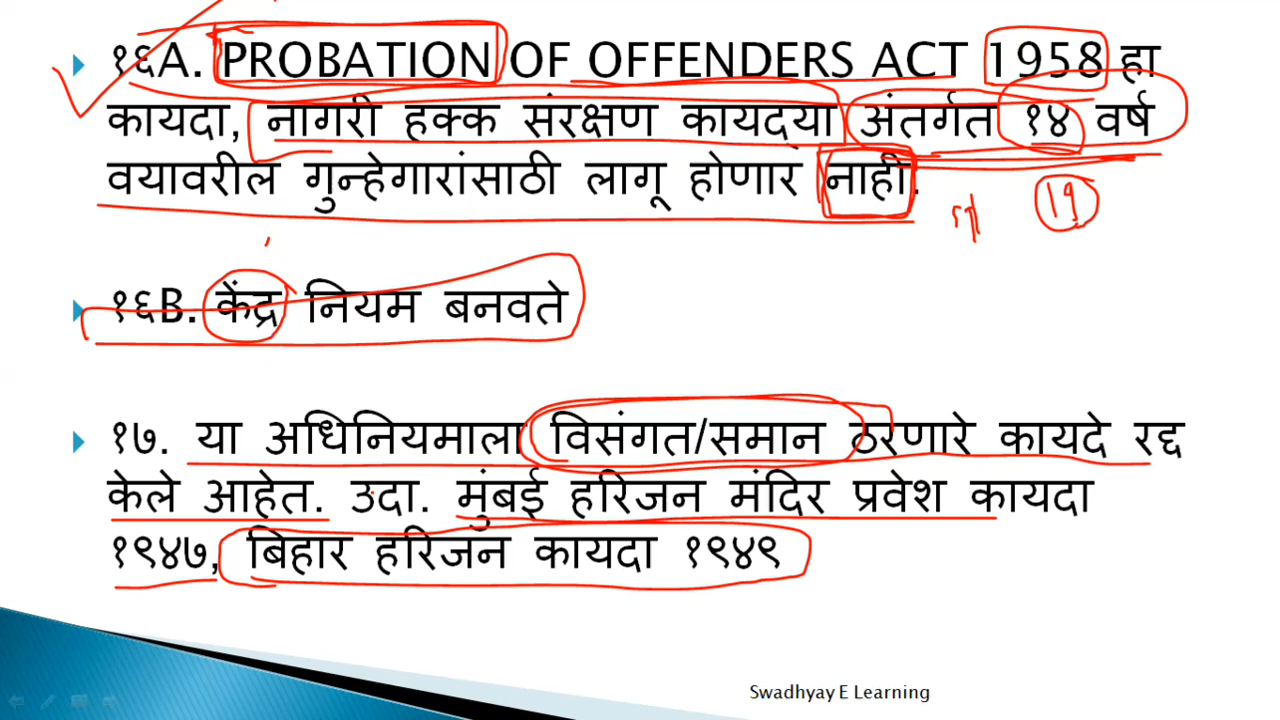 १६A. PROBATION OF OFFENDERS ACT 1958 हा
कायदा, नागरी हक्क संरक्षण कायद्या अंतर्गत १४ वर्ष
वयावरील गुन्हेगारांसाठी लागू होणार नाही.
१६B. केंद्र नियम बनवते
१७. या अधिनियमाला विसंगत/समान ठरणारे कायदे रद्द
केले आहेत. उदा. मुंबई हरिजन मंदिर प्रवेश कायदा
१९४७, बिहार हरिजन कायदा १९४९
Swadhyay E Learning